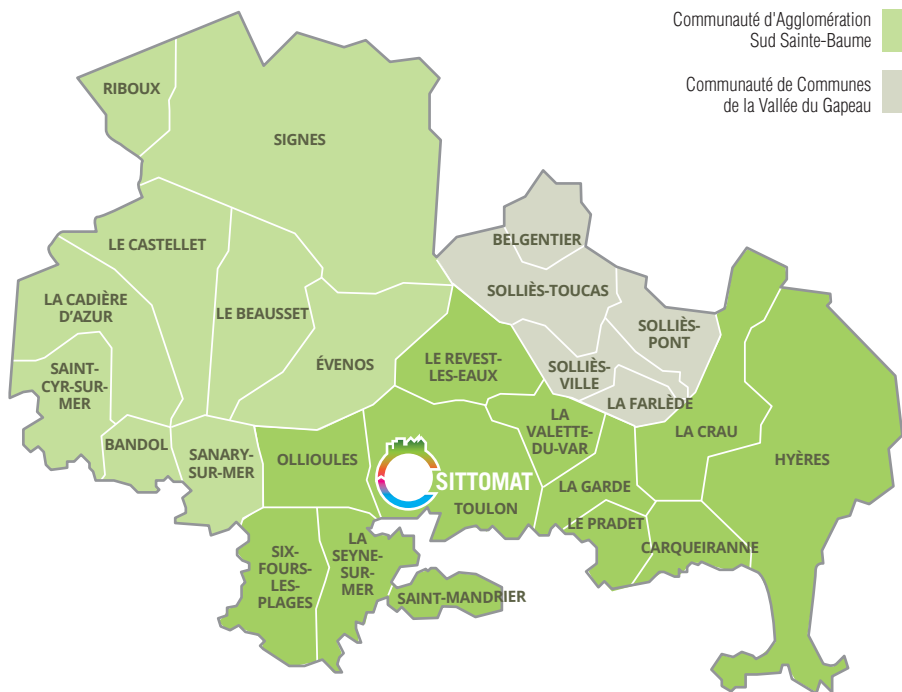 Communauté d'Agglomération
Sud Sainte-Baume
Communauté de Communes
de la Vallée du Gapeau
RIBOUX
SIGNES
BELGENTIER
LE CASTELLET
SOLLIÈS-TOUCAS
LA CADIÈRE
D'AZUR
LE BEAUSSET
SOLLIÈS-
PONT
ÉVENOS
LE REVEST-
LES-EAUX
SOLLIÈS-
VILLE
SAINT-
CYR-SUR-
MER
LA FARLÈDE
LA
VALETTE-
DU-VAR
LA CRAU
BANDOL
SANARY-
SUR-MER
OLLIOULES
HYÈRES
SITTOMAT
TOULON
LA GARDE
LE PRADET
CARQUEIRANNE
SIX-
FOURS-
LES-
PLAGES
LA
SEYNE-
SUR-
MER
SAINT-MANDRIER